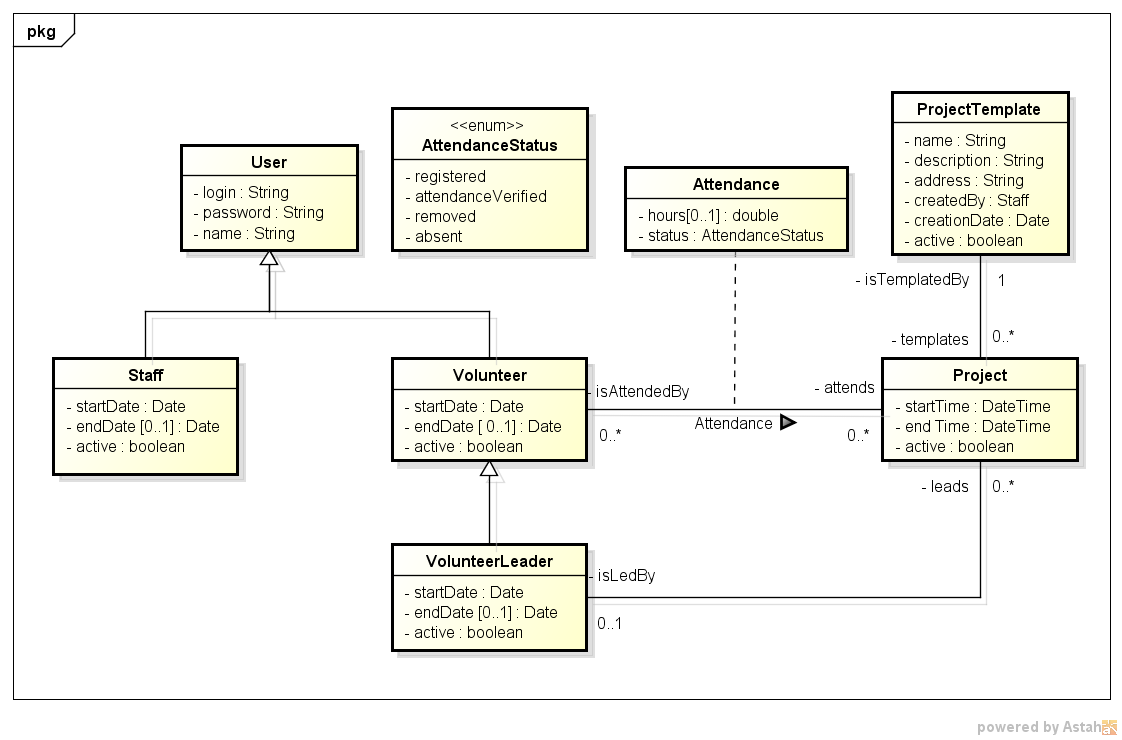 pkg
User
- login : String
- password : String
- name : String
<<enum>>
AttendanceStatus
- registered
- attendanceVerified
- removed
- absent
Attendance
- hours[0..1] : double
- status : AttendanceStatus
ProjectTemplate
- name : String
- description : String
- address : String
- createdBy : Staff
- creationDate : Date
- active : boolean
- isTemplatedBy
1
- templates
0..*
Staff
- startDate : Date
- endDate [0..1] : Date
- active : boolean
Volunteer
- startDate : Date
- endDate [ 0..1] : Date
- active : boolean
- isAttendedBy
0..*
Attendance
- attends
0..*
Project
- startTime : DateTime
- end Time : DateTime
- active : boolean
- leads
0..*
VolunteerLeader
- startDate : Date
- endDate [0..1] : Date
- active : boolean
- isLedBy
0..1
powered by Astah